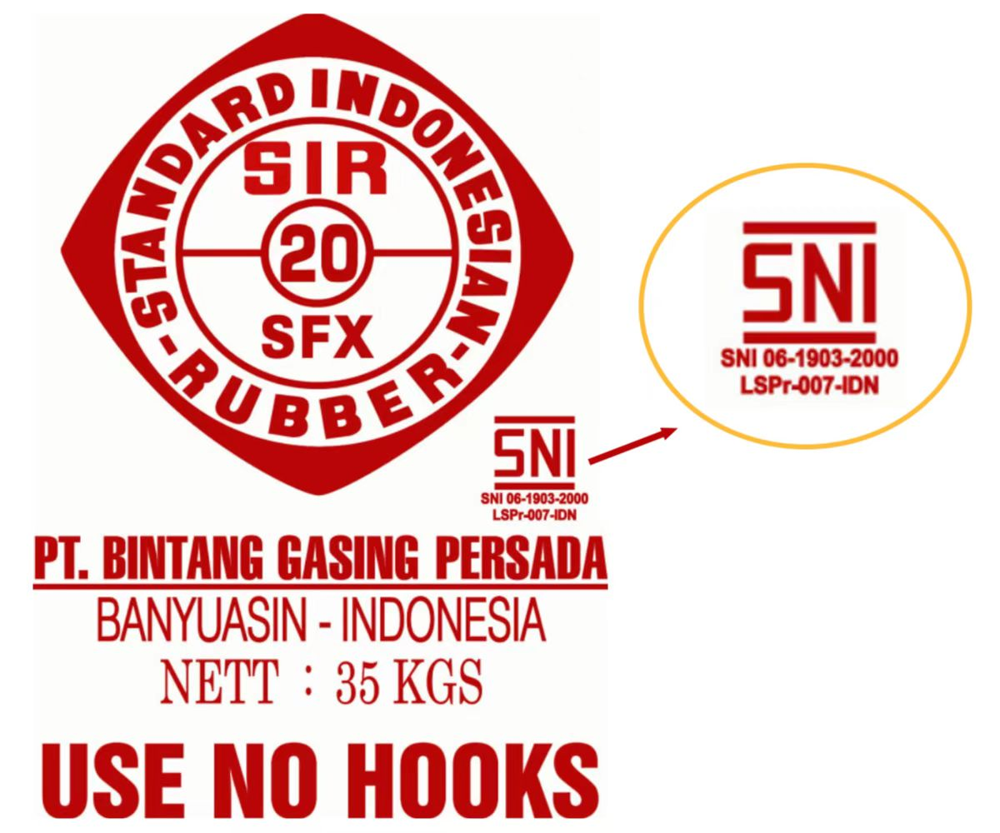 STANDARD INDONESIAN
-RUBBER-
SIR
20
SFX
SNI
SNI 06-1903-2000
LSPr-007-IDN
PT. BINTANG GASING PERSADA
BANYUASIN - INDONESIA
NETT : 35 KGS
USE NO HOOKS
SNI
SNI 06-1903-2000
LSPr-007-IDN